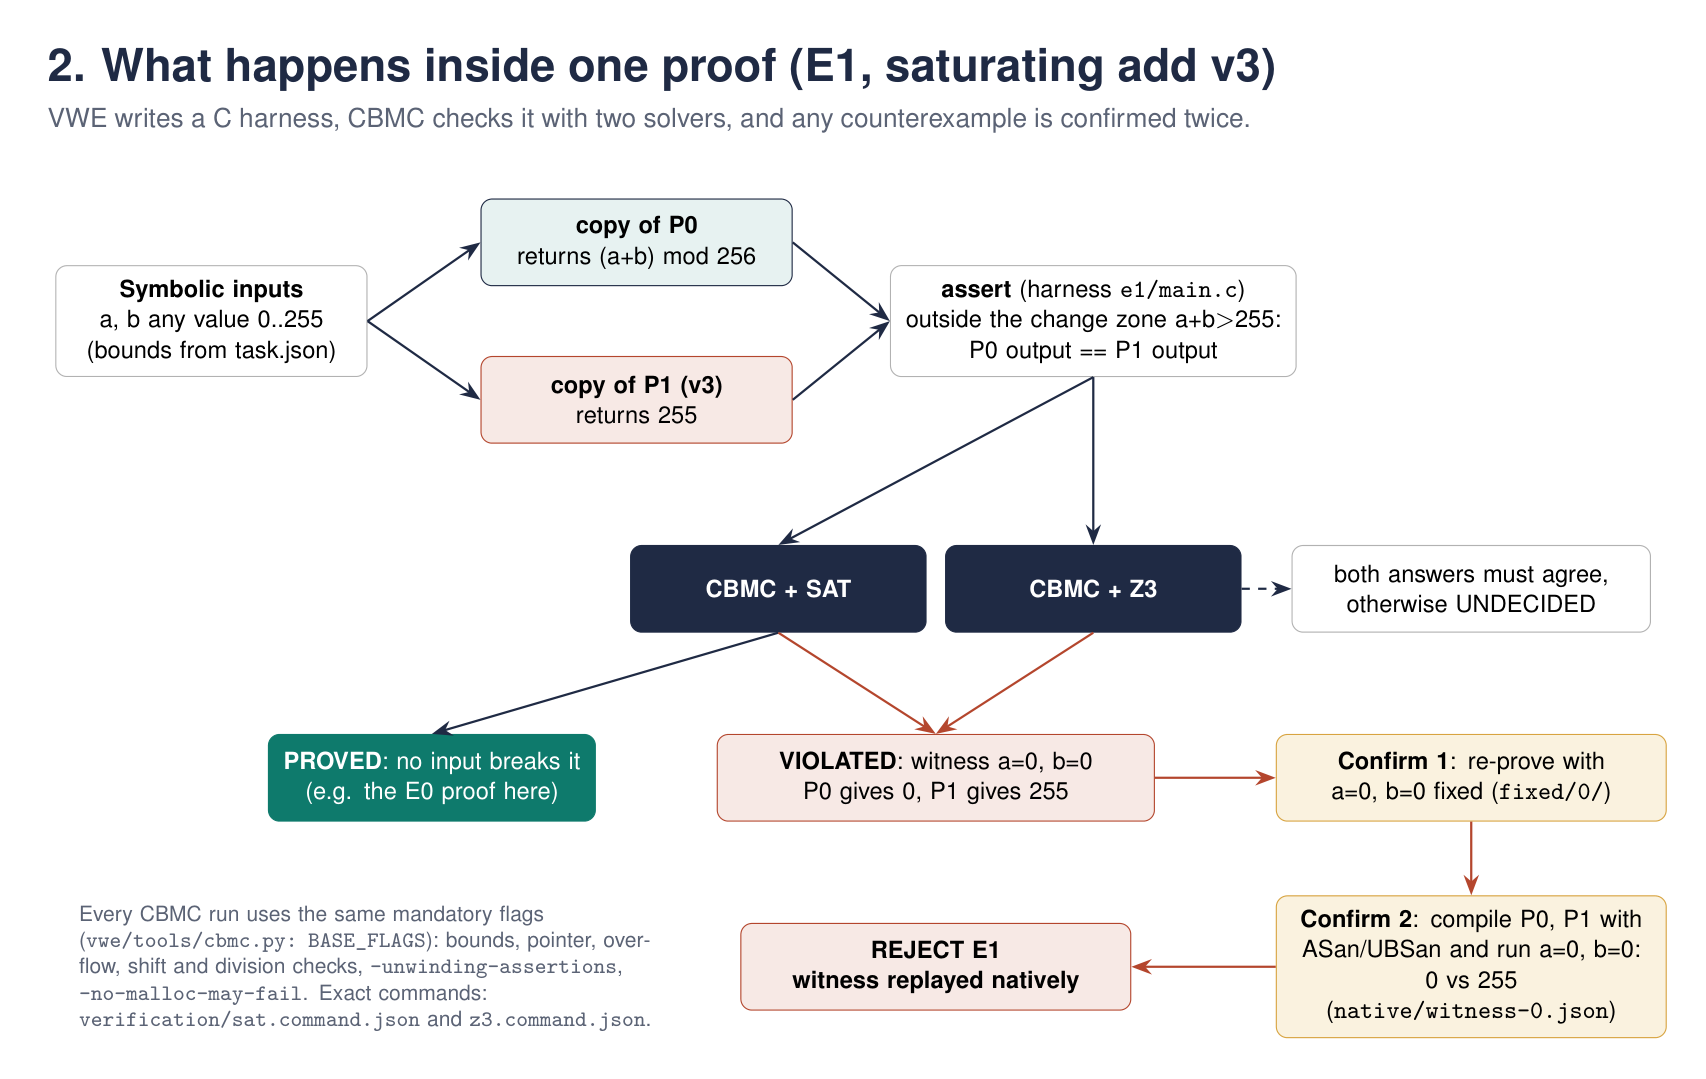 2. What happens inside one proof (E1, saturating add v3)
VWE writes a C harness, CBMC checks it with two solvers, and any counterexample is confirmed twice.
Symbolic inputs
a, b any value 0..255
(bounds from task.json)
copy of P0
returns (a+b) mod 256
copy of P1 (v3)
returns 255
assert (harness e1/main.c)
outside the change zone a+b>255:
P0 output == P1 output
CBMC + SAT
CBMC + Z3
both answers must agree,
otherwise UNDECIDED
PROVED: no input breaks it
(e.g. the E0 proof here)
VIOLATED: witness a=0, b=0
P0 gives 0, P1 gives 255
Confirm 1: re-prove with
a=0, b=0 fixed (fixed/0/)
Confirm 2: compile P0, P1 with
ASan/UBSan and run a=0, b=0:
0 vs 255
(native/witness-0.json)
REJECT E1
witness replayed natively
Every CBMC run uses the same mandatory flags
(vwe/tools/cbmc.py: BASE_FLAGS): bounds, pointer, over-
flow, shift and division checks, -unwinding-assertions,
-no-malloc-may-fail. Exact commands:
verification/sat.command.json and z3.command.json.